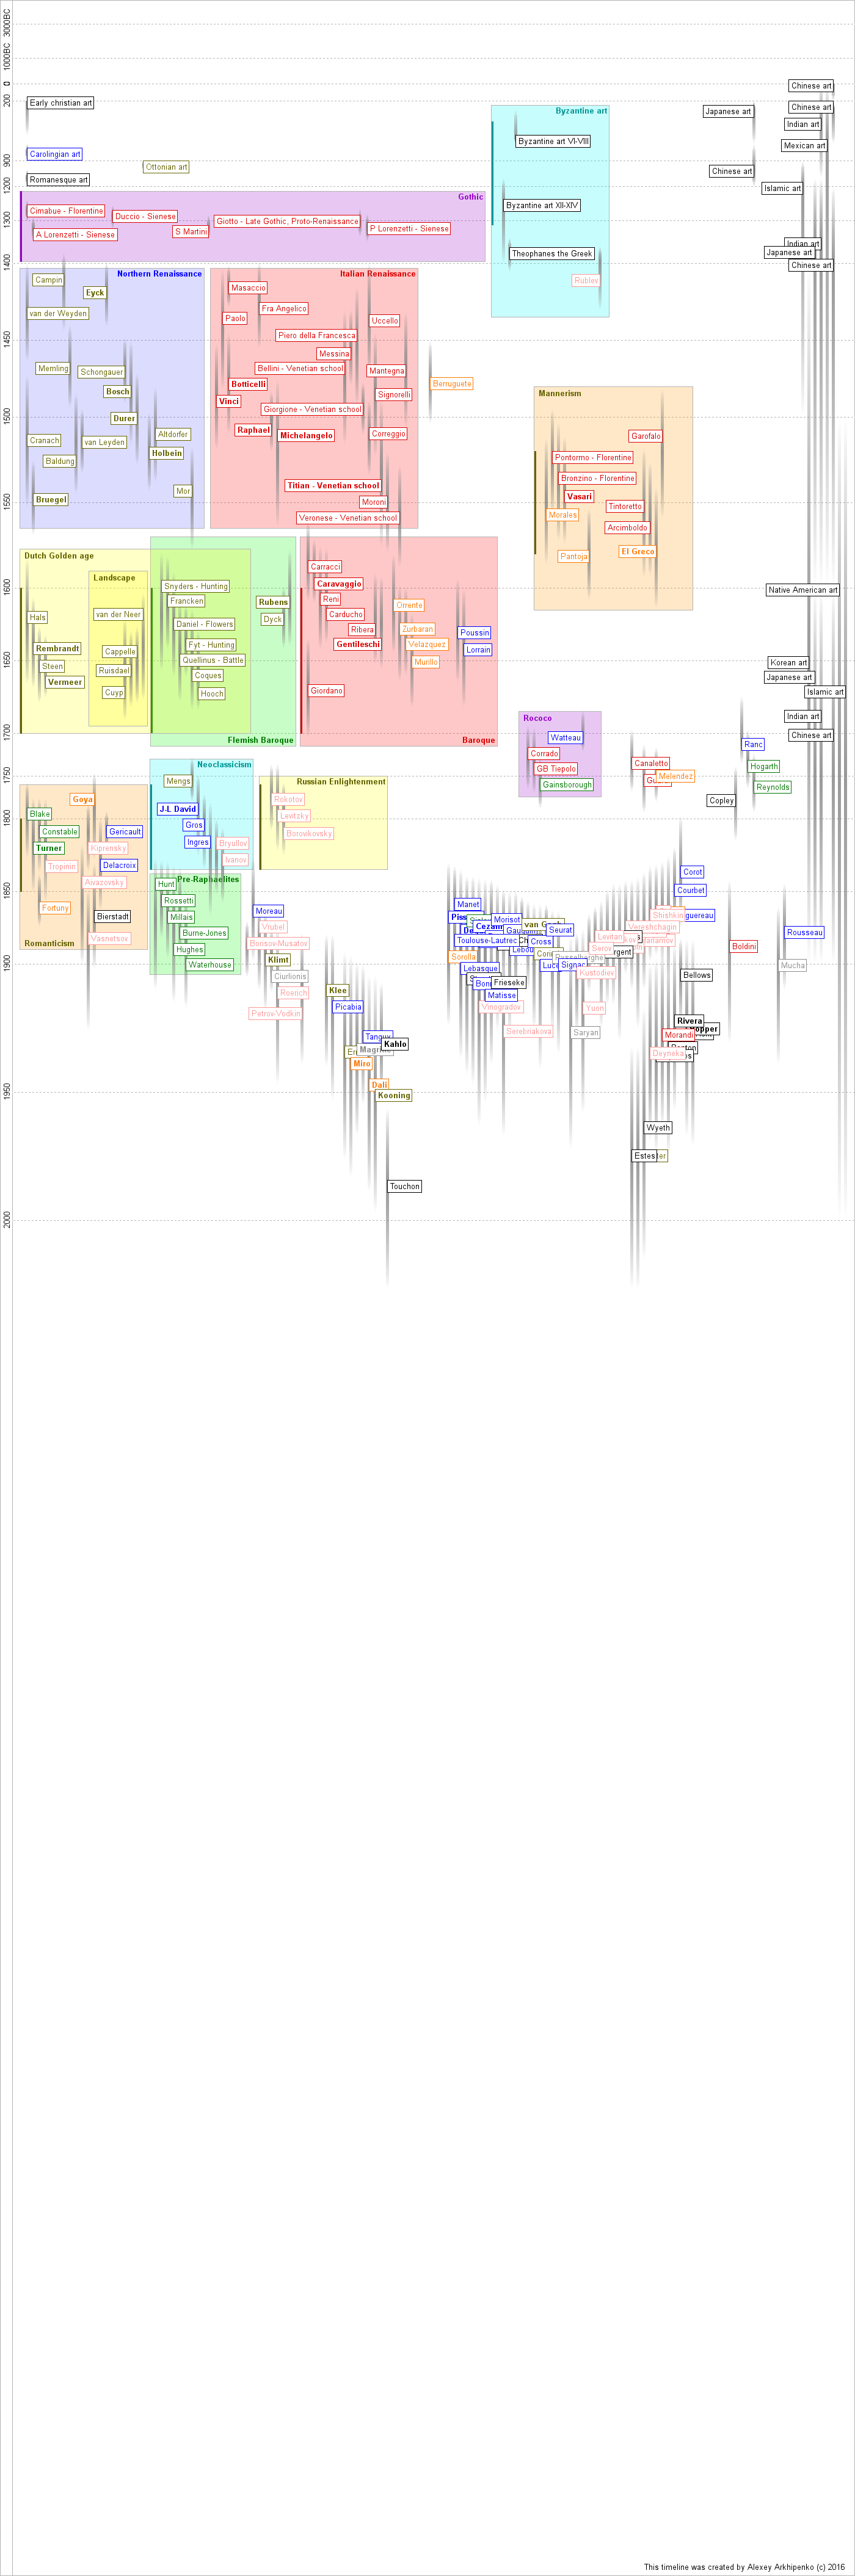 3000BC
1000BC
0
200
900
1200
1300
1400
1450
1500
1550
1600
1650
1700
1750
1800
1850
1900
1950
2000
Chinese art
Early christian art
Byzantine art
Japanese art
Chinese art
Indian art
Byzantine art VI-VIII
Mexican art
Carolingian art
Ottonian art
Chinese art
Romanesque art
Islamic art
Gothic
Cimabue - Florentine
Duccio - Sienese
Giotto - Late Gothic, Proto-Renaissance
Byzantine art XII-XIV
A Lorenzetti - Sienese
S Martini
P Lorenzetti - Sienese
Indian art
Theophanes the Greek
Japanese art
Chinese art
Northern Renaissance
Italian Renaissance
Campin
Rublev
Masaccio
Eyck
Fra Angelico
van der Weyden
Paolo
Uccello
Piero della Francesca
Messina
Memling
Schongauer
Bellini - Venetian school
Mantegna
Botticelli
Berruguete
Bosch
Signorelli
Mannerism
Vinci
Giorgione - Venetian school
Durer
Raphael
Michelangelo
Correggio
Altdorfer
Garofalo
Cranach
van Leyden
Holbein
Baldung
Pontormo - Florentine
Bronzino - Florentine
Titian - Venetian school
Mor
Vasari
Bruegel
Moroni
Tintoretto
Morales
Veronese - Venetian school
Arcimboldo
El Greco
Pantoja
Dutch Golden age
Landscape
Carracci
Caravaggio
Snyders - Hunting
Native American art
Francken
Rubens
Reni
Orrente
van der Neer
Carducho
Hals
Dyck
Daniel - Flowers
Ribera
Zurbaran
Poussin
Rembrandt
Fyt - Hunting
Gentileschi
Velazquez
Lorrain
Cappelle
Quellinus - Battle
Murillo
Korean art
Steen
Ruisdael
Coques
Japanese art
Vermeer
Cuyp
Hooch
Giordano
Islamic art
Indian art
Rococo
Flemish Baroque
Baroque
Watteau
Chinese art
Ranc
Corrado
Neoclassicism
Canaletto
Hogarth
GB Tiepolo
Melendez
Mengs
Russian Enlightenment
Gainsborough
Reynolds
Goya
Rokotov
Copley
J-L David
Blake
Levitzky
Gros
Constable
Gericault
Borovikovsky
Turner
Kiprensky
Ingres
Bryullov
Tropinin
Delacroix
Ivanov
Corot
Aivazovsky
Hunt
Pre-Raphaelites
Courbet
Rossetti
Manet
Fortuny
Moreau
Bierstadt
Millais
Morisot
Shishkin
Vrubel
Vereshchagin
Burne-Jones
Seurat
Rousseau
Vasnetsov
Levitan
Romanticism
Borisov-Musatov
Toulouse-Lautrec
Cross
Boldini
Hughes
Serov
Klimt
Sorolla
Waterhouse
Lebasque
Signac
Mucha
Ciurlionis
Kustodiev
Bellows
Frieseke
Klee
Roerich
Matisse
Picabia
Vinogradov
Yuon
Petrov-Vodkin
Rivera
Serebriakova
Saryan
Morandi
Kahlo
Deyneka
Miro
Dali
Kooning
Wyeth
Estes
Touchon
This timeline was created by Alexey Arkhipenko (c) 2016